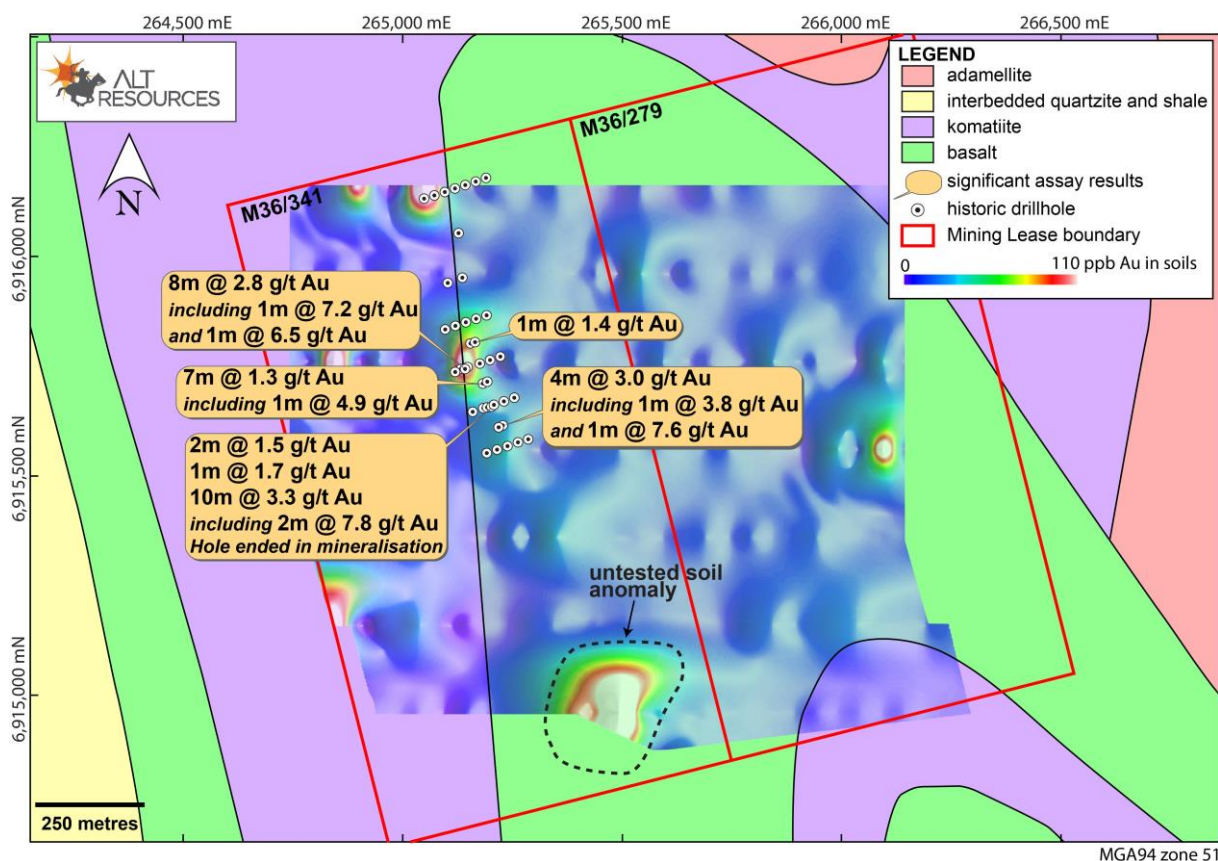 264,500 mE
265,000 mE
265,500 mE
266,000 mE
266,500 mE
ALT
RESOURCES
N
LEGEND
adamellite
interbedded quartzite and shale
komatiite
basalt
significant assay results
historic drillhole
Mining Lease boundary
0
110 ppb Au in soils
M36/279
M36/341
6,916,000 mN
6,915,500 mN
6,915,000 mN
8m @ 2.8 g/t Au
including 1m @ 7.2 g/t Au
and 1m @ 6.5 g/t Au
1m @ 1.4 g/t Au
7m @ 1.3 g/t Au
including 1m @ 4.9 g/t Au
4m @ 3.0 g/t Au
including 1m @ 3.8 g/t Au
and 1m @ 7.6 g/t Au
2m @ 1.5 g/t Au
1m @ 1.7 g/t Au
10m @ 3.3 g/t Au
including 2m @ 7.8 g/t Au
Hole ended in mineralisation
untested soil
anomaly
250 metres
MGA94 zone 51